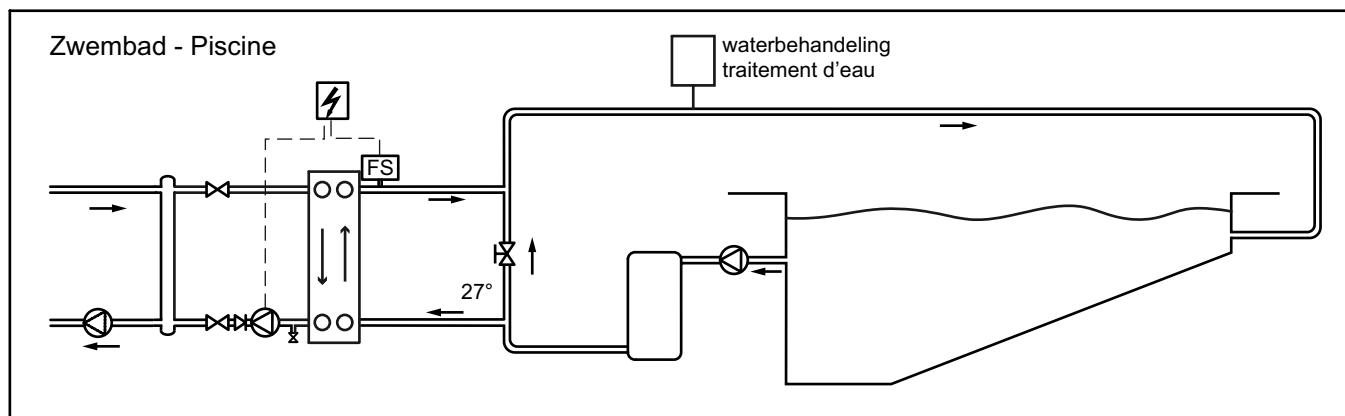 Zwembad - Piscine
waterbehandeling
traitement d'eau
FS
27°